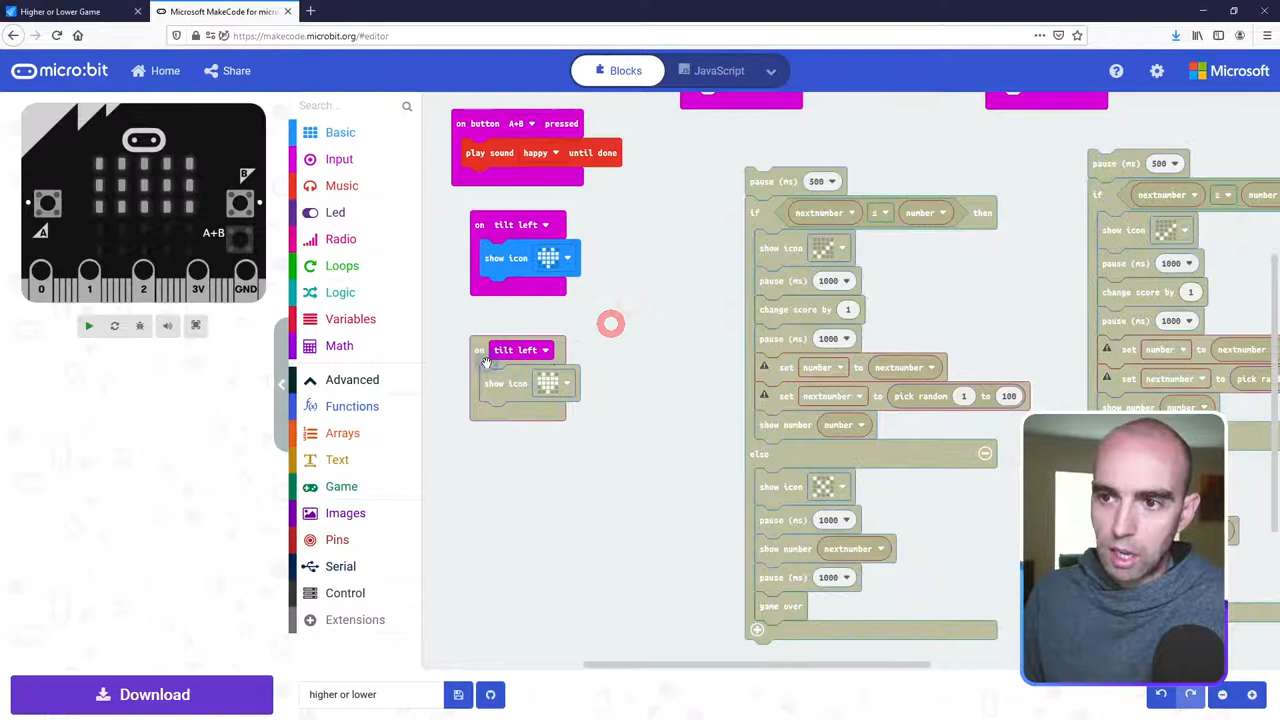 Higher or Lower Game
Microsoft MakeCode for micro:
https://makecode.microbit.org/#editor
micro:bit
Home
Share
Blocks
JavaScript
Microsoft
B
A
A+B
0 1 2 3V GND
Search...
Basic
Input
Music
Led
Radio
Loops
Logic
Variables
Math
Advanced
Functions
Arrays
Text
Game
Images
Pins
Serial
Control
Extensions
on button A+B pressed
play sound happy until done
on tilt left
show icon
on tilt left
show icon
pause (ms) 500
if nextnumber ≤ number then
show icon
pause (ms) 1000
change score by 1
pause (ms) 1000
set number to nextnumber
set nextnumber to pick random 1 to 100
show number number
else
show icon
pause (ms) 1000
show number nextnumber
pause (ms) 1000
game over
pause (ms) 500
if nextnumber ≥ number
show icon
pause (ms) 1000
change score by 1
pause (ms) 1000
set number to nextnumber
set nextnumber to pick
show number number
Download
higher or lower